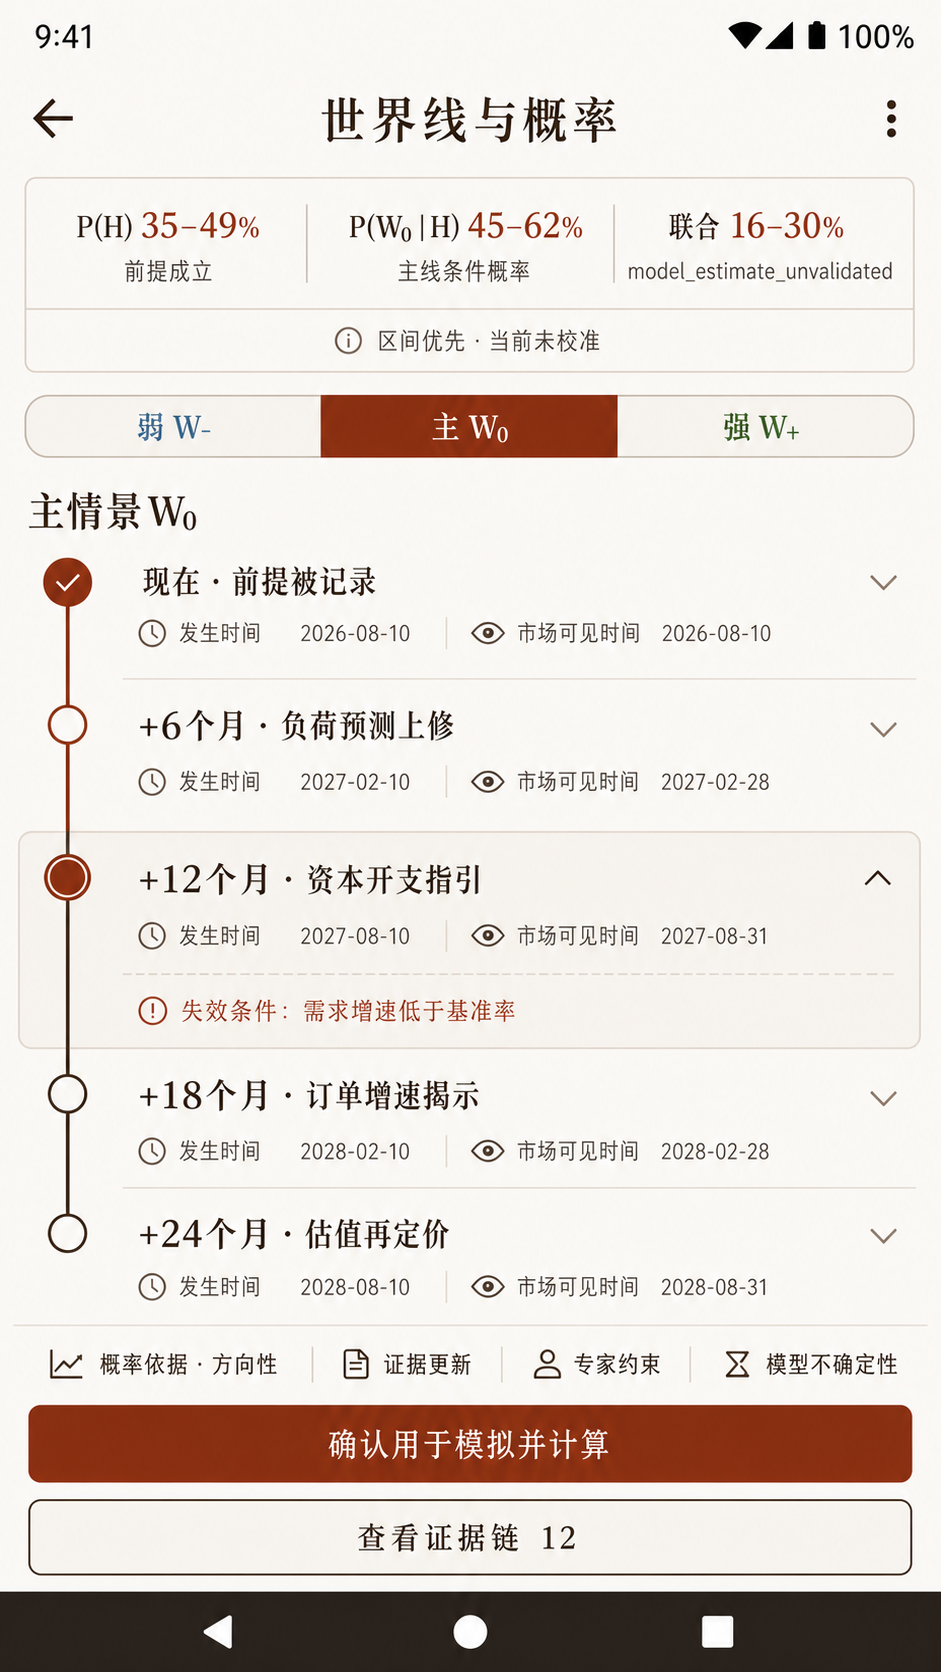 9:41 100%
世界线与概率
P(H) 35–49% P(W₀|H) 45–62% 联合 16–30%
前提成立 主线条件概率 model_estimate_unvalidated
区间优先 · 当前未校准
弱 W- 主 W₀ 强 W+
主情景W₀
现在 · 前提被记录
发生时间 2026-08-10 市场可见时间 2026-08-10
+6个月 · 负荷预测上修
发生时间 2027-02-10 市场可见时间 2027-02-28
+12个月 · 资本开支指引
发生时间 2027-08-10 市场可见时间 2027-08-31
失效条件：需求增速低于基准率
+18个月 · 订单增速揭示
发生时间 2028-02-10 市场可见时间 2028-02-28
+24个月 · 估值再定价
发生时间 2028-08-10 市场可见时间 2028-08-31
概率依据 · 方向性 证据更新 专家约束 模型不确定性
确认用于模拟并计算
查看证据链 12